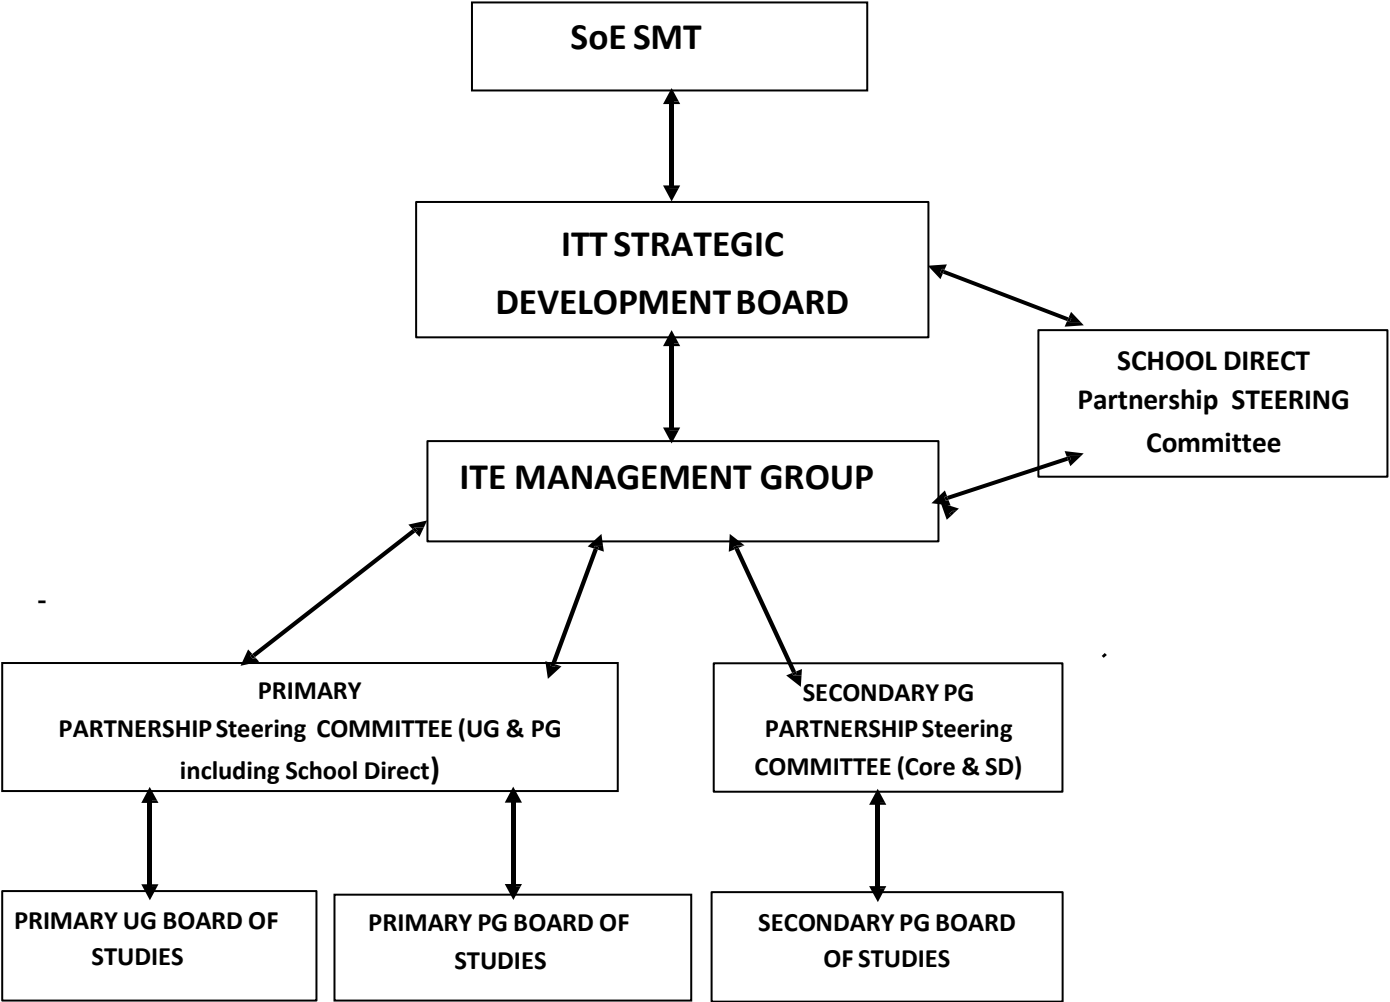 SoE SMT
ITT STRATEGIC
DEVELOPMENT BOARD
SCHOOL DIRECT
Partnership STEERING
Committee
ITE MANAGEMENT GROUP
-
PRIMARY
PARTNERSHIP Steering COMMITTEE (UG & PG
including School Direct)
SECONDARY PG
PARTNERSHIP Steering
COMMITTEE (Core & SD)
PRIMARY UG BOARD OF
STUDIES
PRIMARY PG BOARD OF
STUDIES
SECONDARY PG BOARD
OF STUDIES